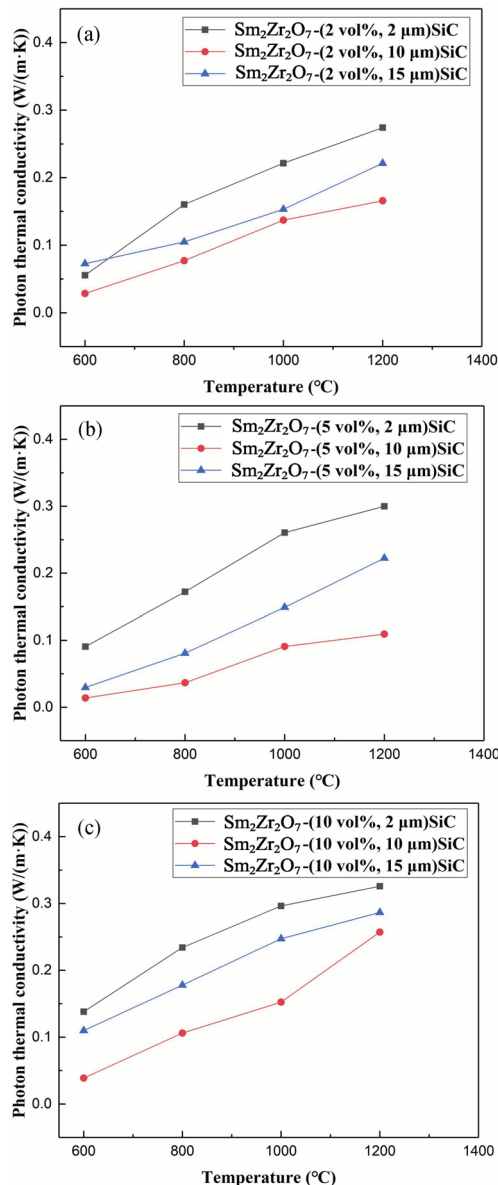 (a)
Sm₂Zr₂O₇-(2 vol%, 2 μm)SiC
Sm₂Zr₂O₇-(2 vol%, 10 μm)SiC
Sm₂Zr₂O₇-(2 vol%, 15 μm)SiC
Photon thermal conductivity (W/(m·K))
0.4
0.3
0.2
0.1
0.0
600 800 1000 1200 1400
Temperature (°C)
(b)
Sm₂Zr₂O₇-(5 vol%, 2 μm)SiC
Sm₂Zr₂O₇-(5 vol%, 10 μm)SiC
Sm₂Zr₂O₇-(5 vol%, 15 μm)SiC
Photon thermal conductivity (W/(m·K))
0.4
0.3
0.2
0.1
0.0
600 800 1000 1200 1400
Temperature (°C)
(c)
Sm₂Zr₂O₇-(10 vol%, 2 μm)SiC
Sm₂Zr₂O₇-(10 vol%, 10 μm)SiC
Sm₂Zr₂O₇-(10 vol%, 15 μm)SiC
Photon thermal conductivity (W/(m·K))
0.4
0.3
0.2
0.1
0.0
600 800 1000 1200 1400
Temperature (°C)